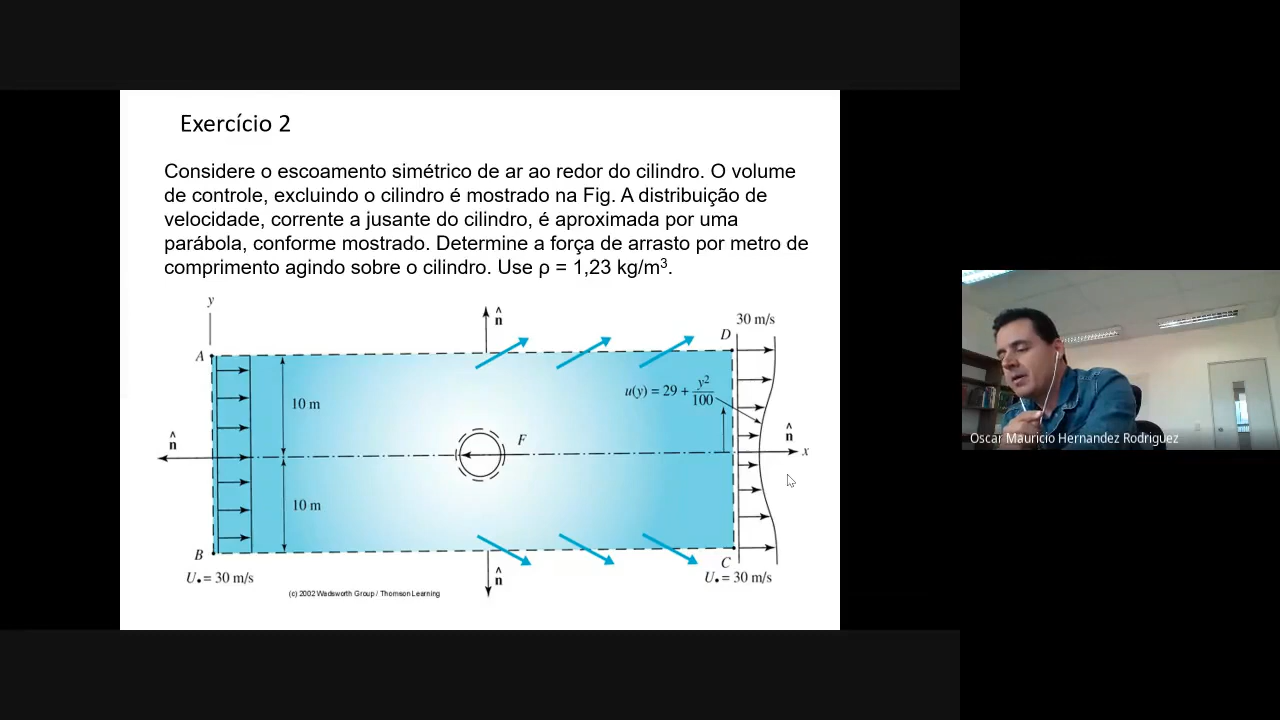 Exercício 2
Considere o escoamento simétrico de ar ao redor do cilindro. O volume
de controle, excluindo o cilindro é mostrado na Fig. A distribuição de
velocidade, corrente a jusante do cilindro, é aproximada por uma
parábola, conforme mostrado. Determine a força de arrasto por metro de
comprimento agindo sobre o cilindro. Use ρ = 1,23 kg/m³.
y
n̂
30 m/s
D
A
u(y) = 29 + y²/100
10 m
n̂
F
n̂
x
10 m
B
C
n̂
U• = 30 m/s
U• = 30 m/s
(c) 2002 Wadsworth Group / Thomson Learning
Oscar Mauricio Hernandez Rodriguez